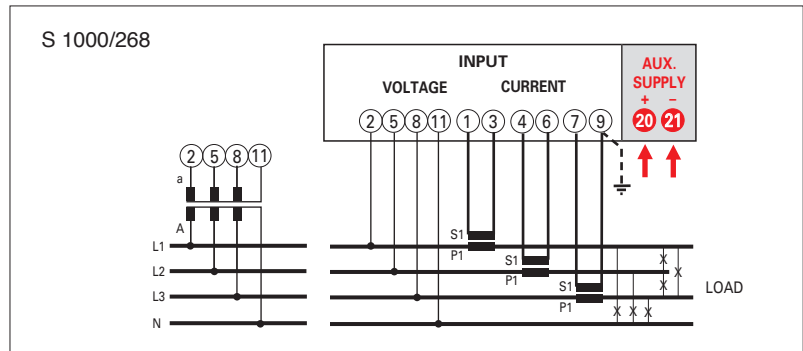 S 1000/268
INPUT
AUX.
SUPPLY
VOLTAGE CURRENT
+ −
2 5 8 11 1 3 4 6 7 9 20 21
2 5 8 11
a
A
S1
L1
P1
S1
L2
P1
S1
L3
P1
LOAD
N
X
X
X
X X X